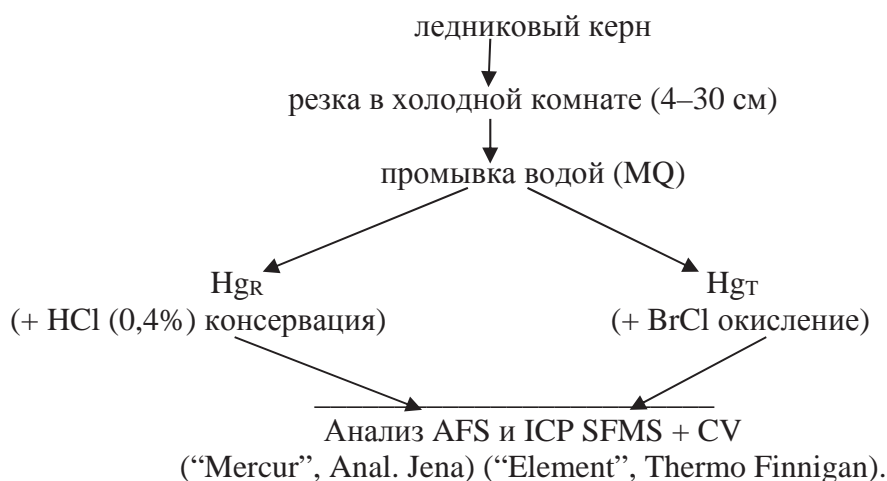 ледниковый керн
резка в холодной комнате (4–30 см)
промывка водой (MQ)
HgR
(+ HCl (0,4%) консервация)
HgT
(+ BrCl окисление)
Анализ AFS и ICP SFMS + CV
(“Mercur”, Anal. Jena) (“Element”, Thermo Finnigan).